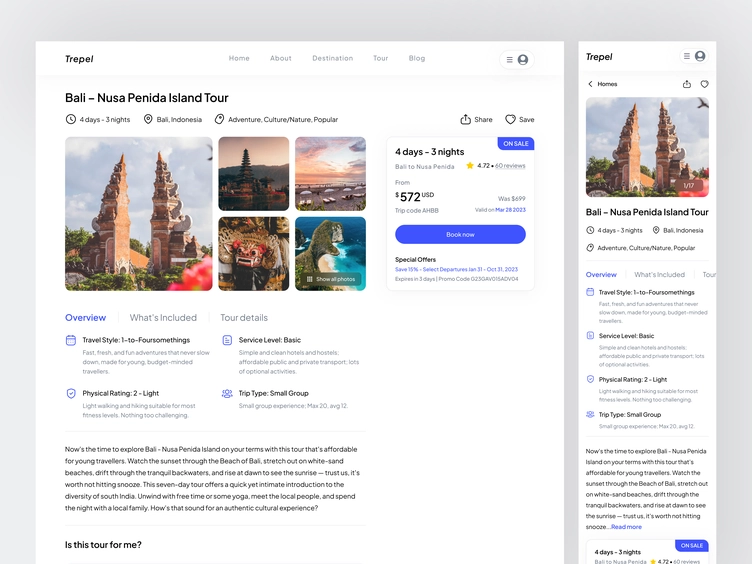 Trepel
Home
About
Destination
Tour
Blog
Bali – Nusa Penida Island Tour
4 days - 3 nights
Bali, Indonesia
Adventure, Culture/Nature, Popular
Share
Save
Show all photos
ON SALE
4 days - 3 nights
Bali to Nusa Penida
4.72 • 60 reviews
From
$572 USD
Was $699
Trip code AHBB
Valid on Mar 28 2023
Book now
Special Offers
Save 15% - Select Departures Jan 31 - Oct 31, 2023
Expires in 3 days | Promo Code G23GAV015ADV04
Overview
What's Included
Tour details
Travel Style: 1-to-Foursomethings
Fast, fresh, and fun adventures that never slow
down, made for young, budget-minded
travellers.
Service Level: Basic
Simple and clean hotels and hostels;
affordable public and private transport; lots
of optional activities.
Physical Rating: 2 - Light
Light walking and hiking suitable for most
fitness levels. Nothing too challenging.
Trip Type: Small Group
Small group experience; Max 20, avg 12.
Now's the time to explore Bali - Nusa Penida Island on your terms with this tour that's affordable
for young travellers. Watch the sunset through the Beach of Bali, stretch out on white-sand
beaches, drift through the tranquil backwaters, and rise at dawn to see the sunrise — trust us, it's
worth not hitting snooze. This seven-day tour offers a quick yet intimate introduction to the
diversity of south India. Unwind with free time or some yoga, meet the local people, and spend
the night with a local family. How's that sound for an authentic cultural experience?
Is this tour for me?
Trepel
Homes
1/17
Bali – Nusa Penida Island Tour
4 days - 3 nights
Bali, Indonesia
Adventure, Culture/Nature, Popular
Overview
What's Included
Tour
Travel Style: 1-to-Foursomethings
Fast, fresh, and fun adventures that never
slow down, made for young, budget-minded
travellers.
Service Level: Basic
Simple and clean hotels and hostels;
affordable public and private transport; lots
of optional activities.
Physical Rating: 2 - Light
Light walking and hiking suitable for most
fitness levels. Nothing too challenging.
Trip Type: Small Group
Small group experience; Max 20, avg 12.
Now's the time to explore Bali - Nusa Penida
Island on your terms with this tour that's
affordable for young travellers. Watch the
sunset through the Beach of Bali, stretch out
on white-sand beaches, drift through the
tranquil backwaters, and rise at dawn to see
the sunrise — trust us, it's worth not hitting
snooze...Read more
ON SALE
4 days - 3 nights
Bali to Nusa Penida
4.72 • 60 reviews